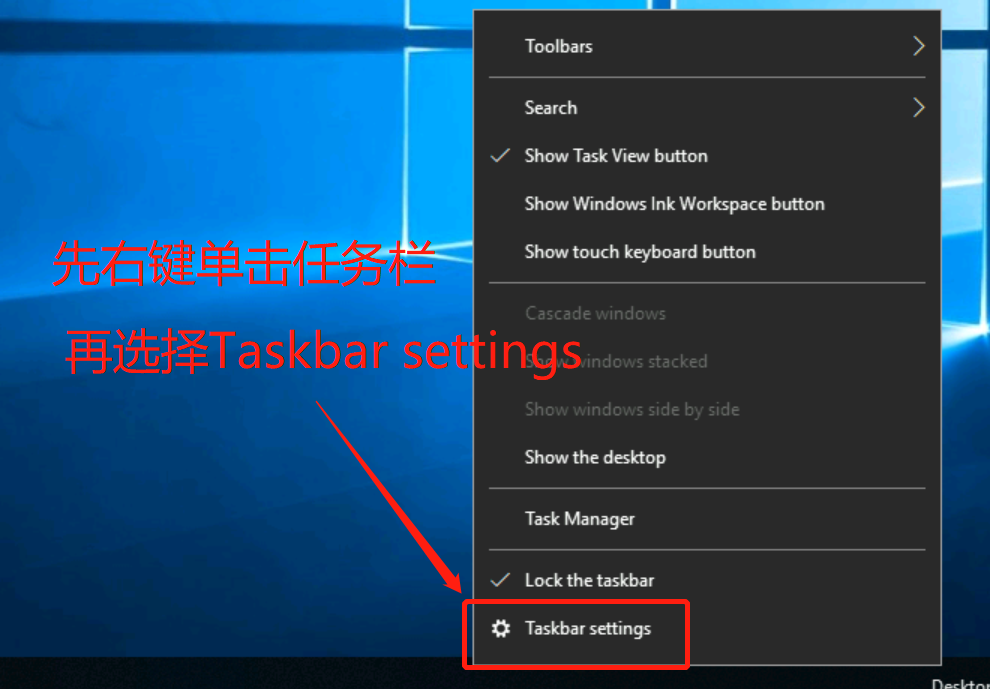 Toolbars
Search
Show Task View button
Show Windows Ink Workspace button
Show touch keyboard button
先右键单击任务栏
Cascade windows
再选择Taskbar settings
Show windows stacked
Show windows side by side
Show the desktop
Task Manager
Lock the taskbar
Taskbar settings